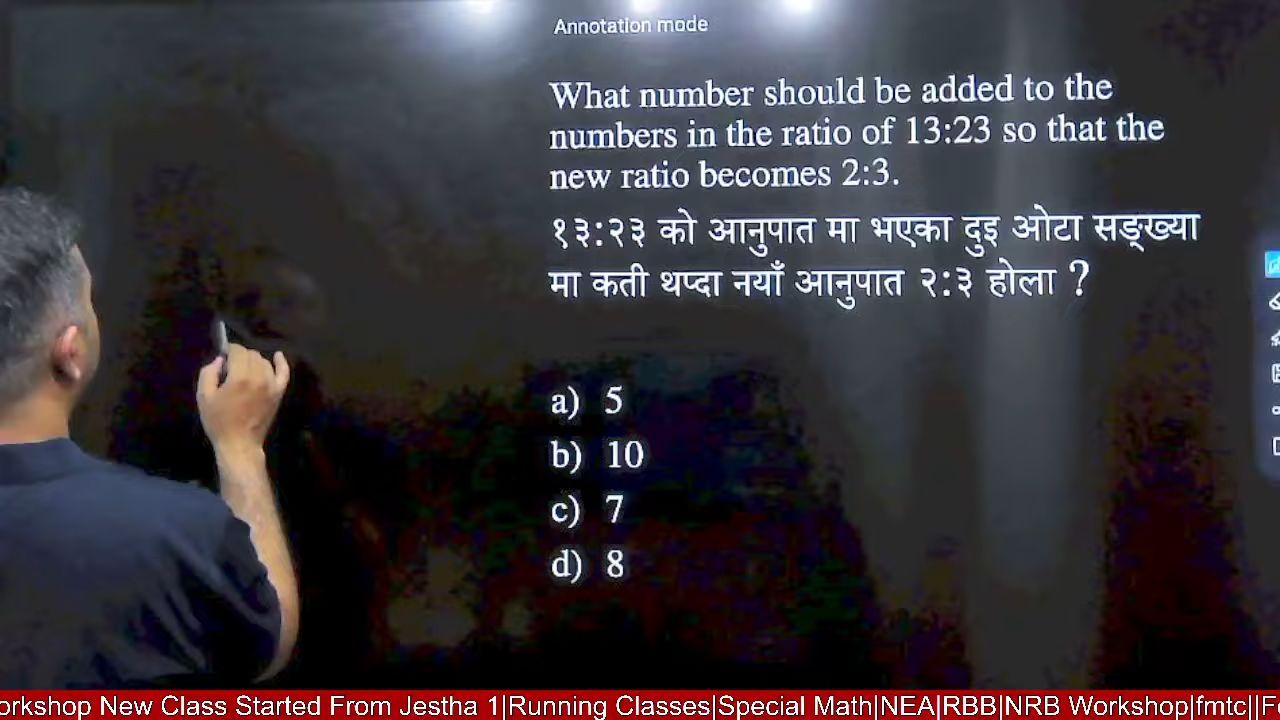 Annotation mode
What number should be added to the
numbers in the ratio of 13:23 so that the
new ratio becomes 2:3.
१३:२३ को आनुपात मा भएका दुइ ओटा सङ्ख्या
मा कती थप्दा नयाँ आनुपात २:३ होला ?
a) 5
b) 10
c) 7
d) 8
orkshop New Class Started From Jestha 1|Running Classes|Special Math|NEA|RBB|NRB Workshop|fmtc||F